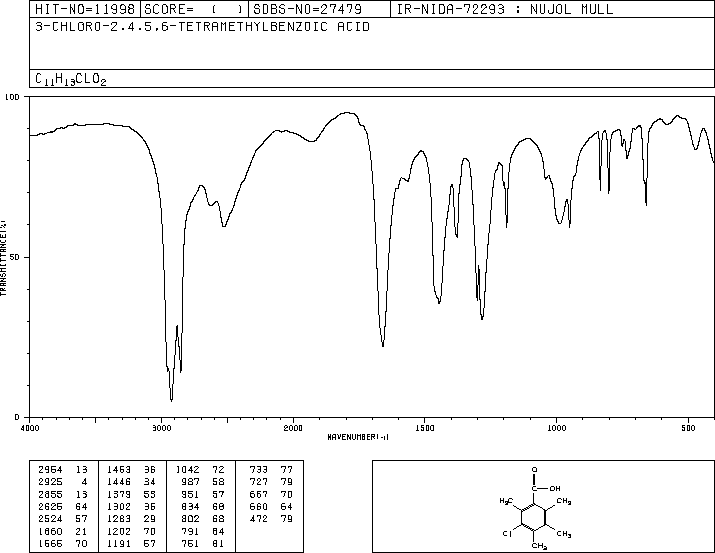 HIT-NO=11998 SCORE= ( ) SDBS-NO=27479 IR-NIDA-72293 : NUJOL MULL
3-CHLORO-2,4,5,6-TETRAMETHYLBENZOIC ACID
C11H13CLO2
100
50
0
TRANSMITTANCE(%)
4000 3000 2000 1500 1000 500
WAVENUMBER(-1)
2954 13 1463 36 1042 72 733 77
2925 4 1446 34 987 58 727 79
2855 13 1379 55 951 57 667 70
2625 64 1302 36 834 68 660 64
2524 57 1283 29 802 68 472 79
1660 21 1202 70 791 84
1566 70 1191 57 751 81
O
C OH
H3C CH3
Cl CH3
CH3